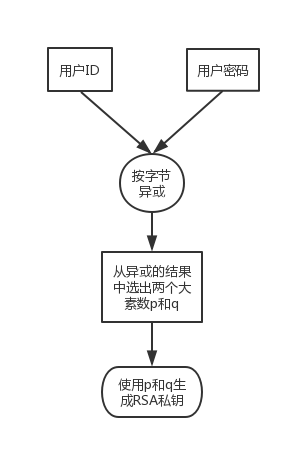 用户ID
用户密码
按字节
异或
从异或的结果
中选出两个大
素数p和q
使用p和q生
成RSA私钥